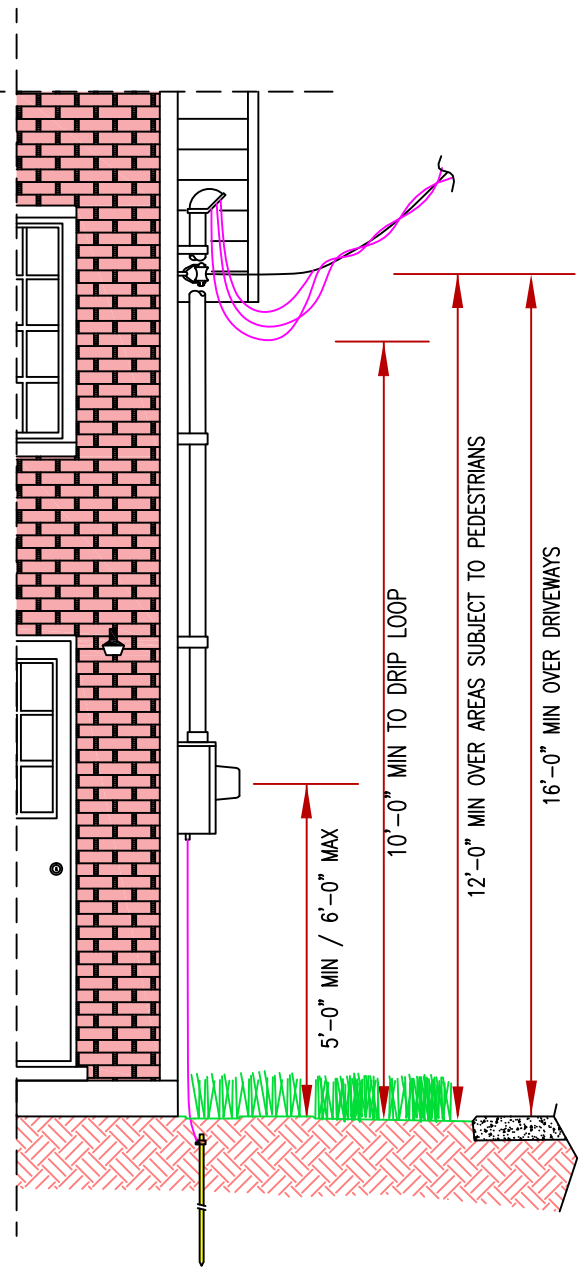 5'-0" MIN / 6'-0" MAX
10'-0" MIN TO DRIP LOOP
12'-0" MIN OVER AREAS SUBJECT TO PEDESTRIANS
16'-0" MIN OVER DRIVEWAYS